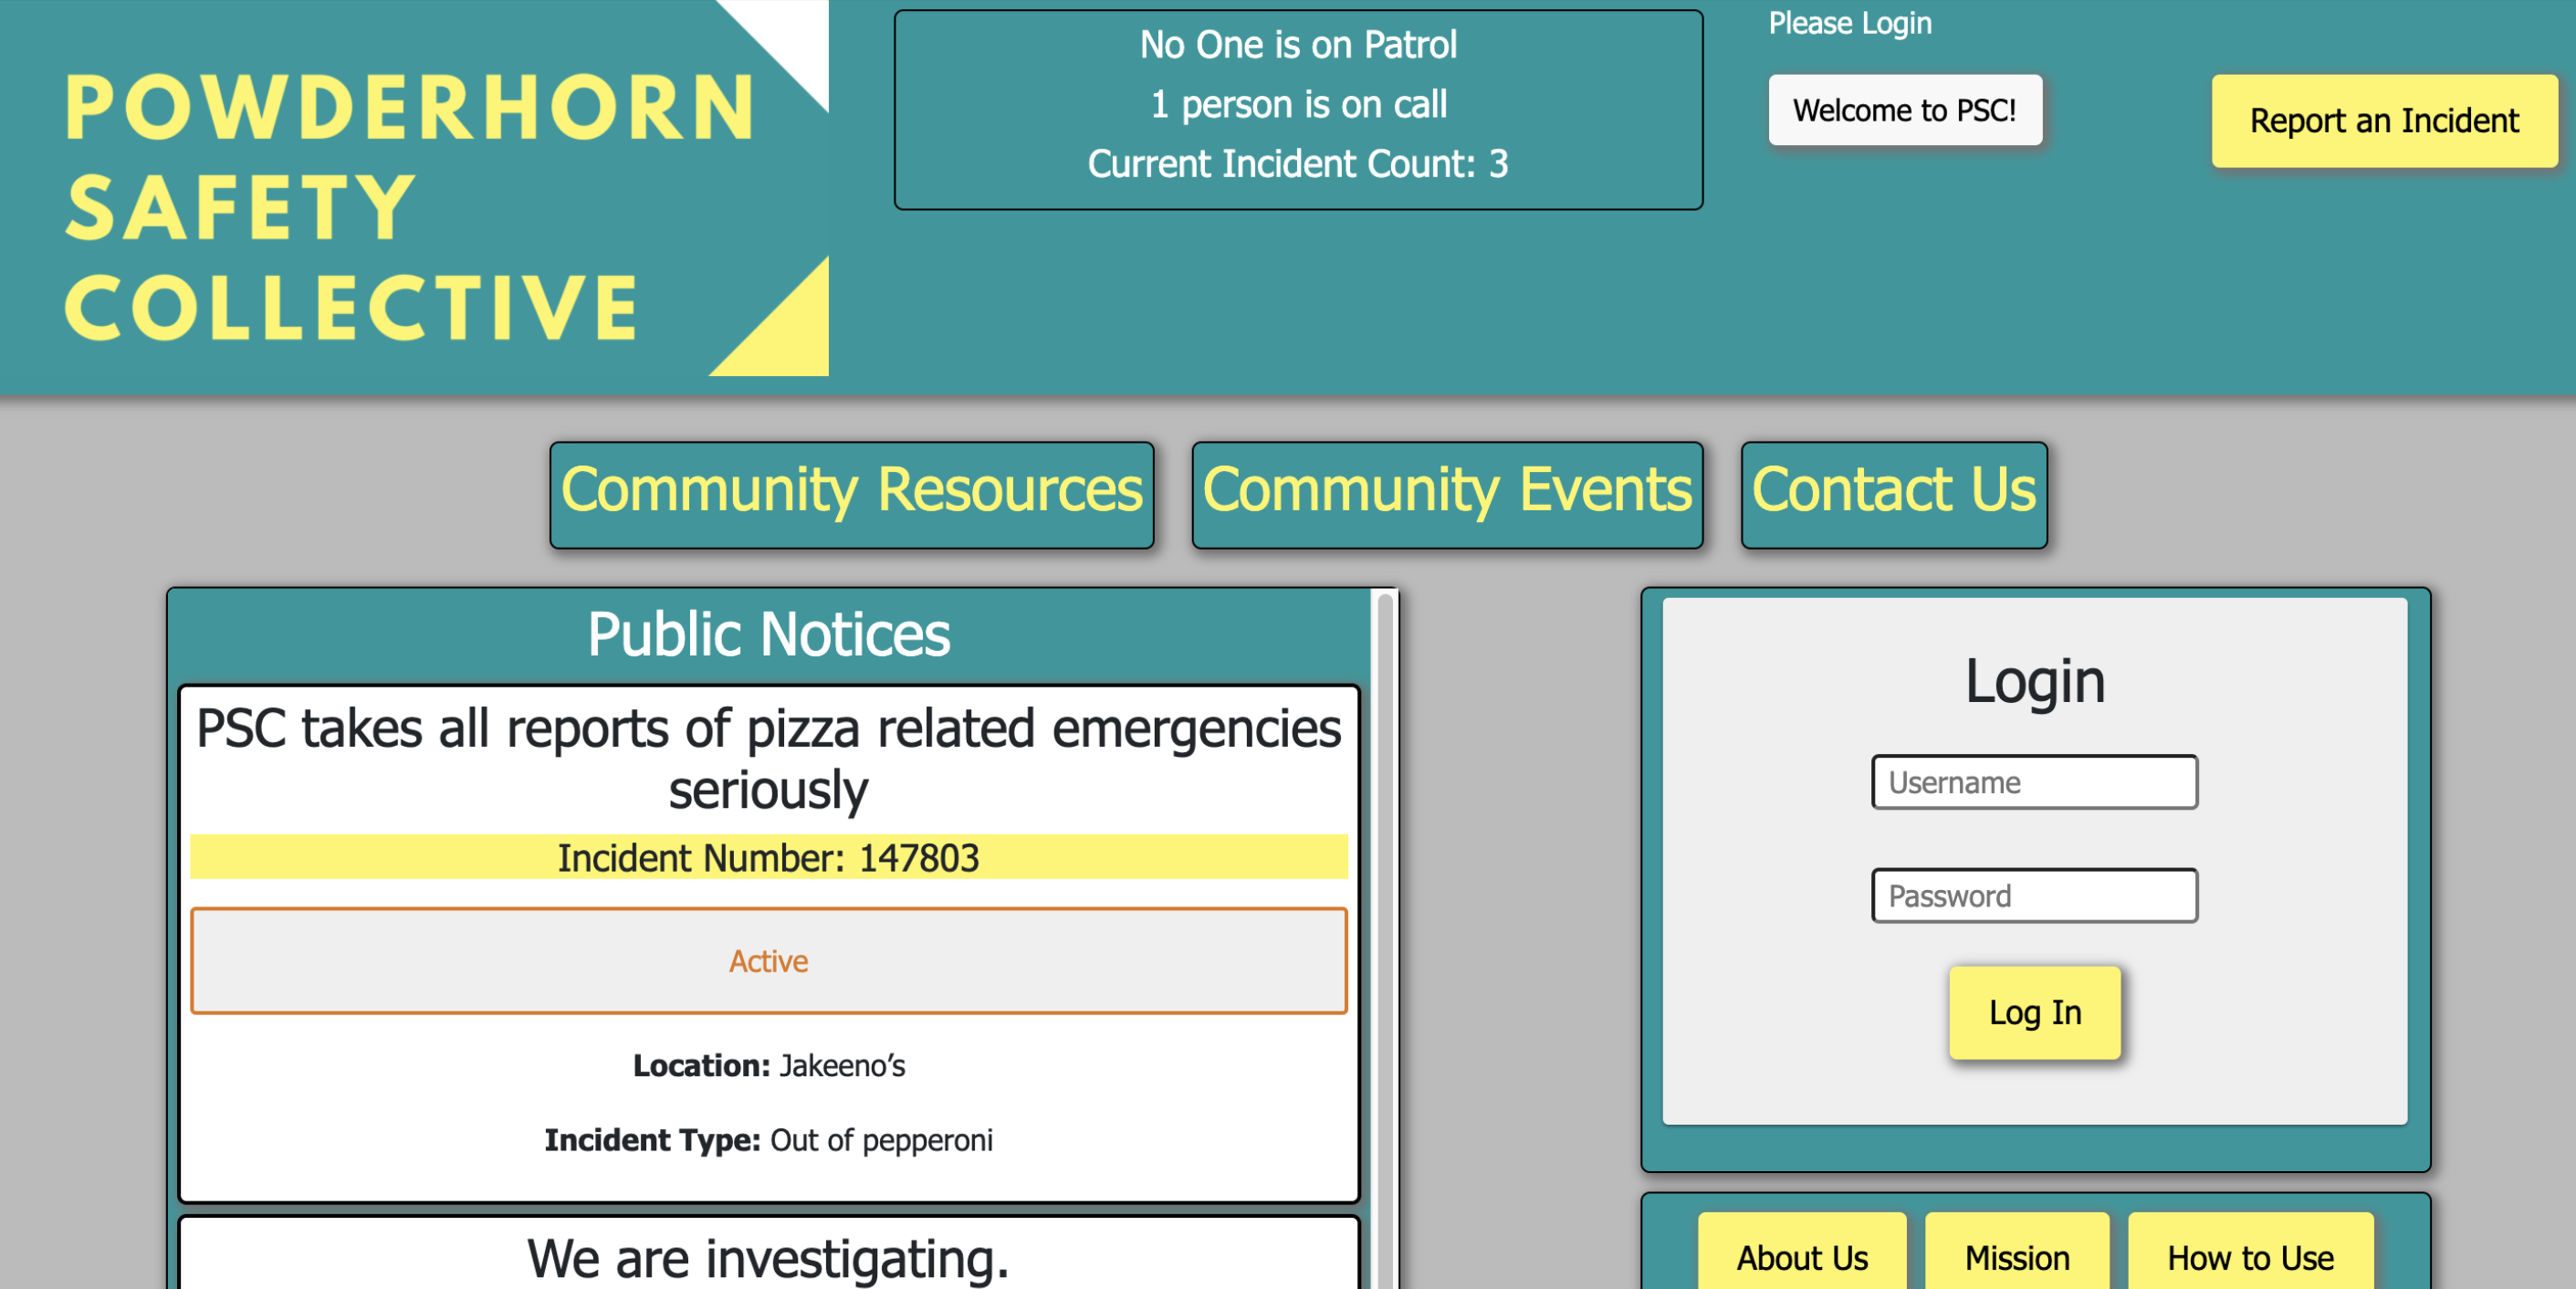 POWDERHORN
SAFETY
COLLECTIVE
No One is on Patrol
1 person is on call
Current Incident Count: 3
Please Login
Welcome to PSC!
Report an Incident
Community Resources
Community Events
Contact Us
Public Notices
PSC takes all reports of pizza related emergencies
seriously
Incident Number: 147803
Active
Location: Jakeeno’s
Incident Type: Out of pepperoni
We are investigating.
Login
Username
Password
Log In
About Us
Mission
How to Use